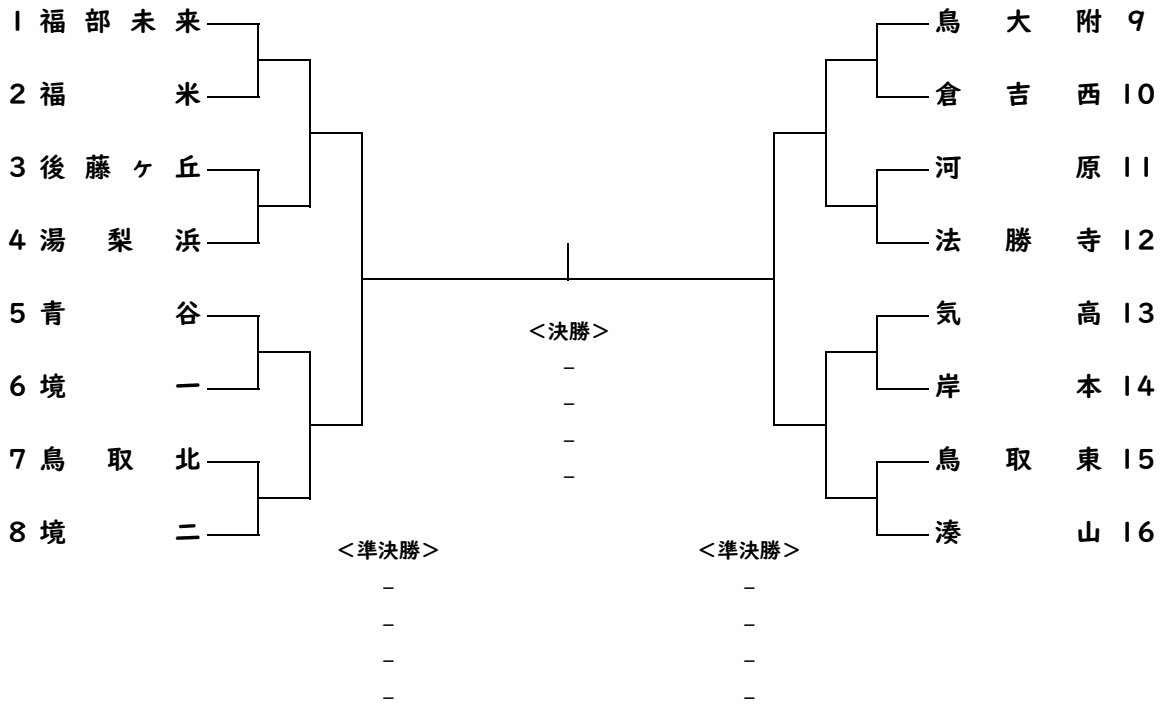 1 福部未来
2 福米
3 後藤ヶ丘
4 湯梨浜
5 青谷
6 境一
7 鳥取北
8 境二
鳥大附 9
倉吉西 10
河原 11
法勝寺 12
気高 13
岸本 14
鳥取東 15
湊山 16
<決勝>
–
–
–
–
<準決勝>
–
–
–
–
<準決勝>
–
–
–
–